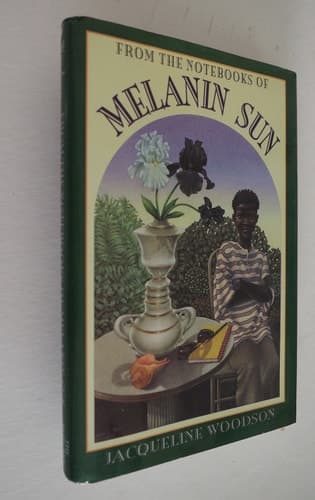 FROM THE NOTEBOOKS OF
MELANIN SUN
JACQUELINE WOODSON